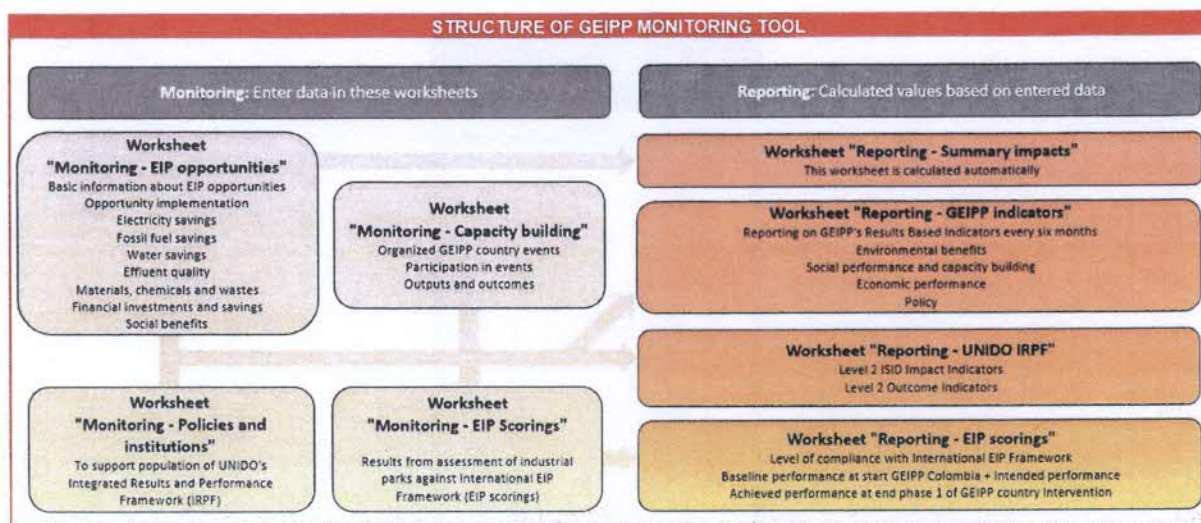 STRUCTURE OF GEIPP MONITORING TOOL
Monitoring: Enter data in these worksheets
Worksheet
"Monitoring - EIP opportunities"
Basic information about EIP opportunities
Opportunity implementation
Electricity savings
Fossil fuel savings
Water savings
Effluent quality
Materials, chemicals and wastes
Financial investments and savings
Social benefits
Worksheet
"Monitoring - Capacity building"
Organized GEIPP country events
Participation in events
Outputs and outcomes
Worksheet
"Monitoring - Policies and
institutions"
To support population of UNIDO's
Integrated Results and Performance
Framework (IRPF)
Worksheet
"Monitoring - EIP Scorings"
Results from assessment of industrial
parks against International EIP
Framework (EIP scorings)
Reporting: Calculated values based on entered data
Worksheet "Reporting - Summary impacts"
This worksheet is calculated automatically
Worksheet "Reporting - GEIPP indicators"
Reporting on GEIPP's Results Based Indicators every six months
Environmental benefits
Social performance and capacity building
Economic performance
Policy
Worksheet "Reporting - UNIDO IRPF"
Level 2 ISID Impact Indicators
Level 2 Outcome Indicators
Worksheet "Reporting - EIP scorings"
Level of compliance with International EIP Framework
Baseline performance at start GEIPP Colombia + Intended performance
Achieved performance at end phase 1 of GEIPP country intervention